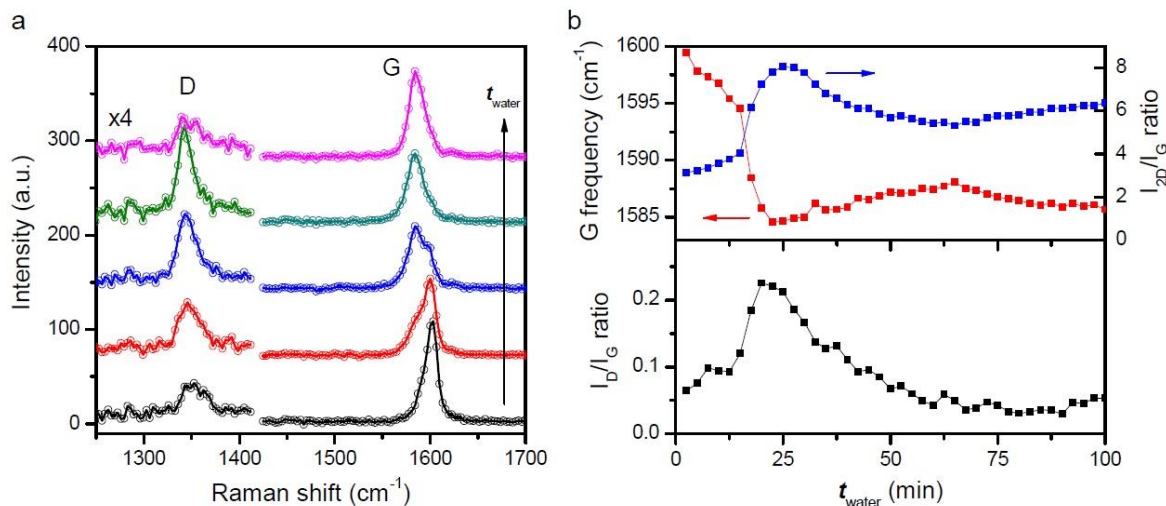 a
400
300
200
100
0
Intensity (a.u.)
x4
D
G
t_water
1300
1400
1500
1600
1700
Raman shift (cm⁻¹)
b
1600
1595
1590
1585
G frequency (cm⁻¹)
8
6
4
2
0
I_2D/I_G ratio
0.2
0.1
0.0
I_D/I_G ratio
0
25
50
75
100
t_water (min)